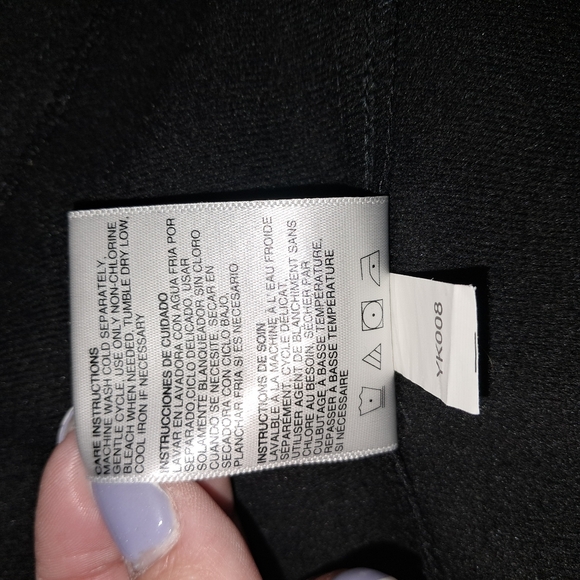 CARE INSTRUCTIONS
MACHINE WASH COLD SEPARATELY,
GENTLE CYCLE, USE ONLY NON-CHLORINE
BLEACH WHEN NEEDED, TUMBLE DRY LOW,
COOL IRON IF NECESSARY
INSTRUCCIONES DE CUIDADO
LAVAR EN LAVADORA CON AGUA FRIA POR
SEPARADO,CICLO DELICADO, USAR
SOLAMENTE BLANQUEADOR SIN CLORO
CUANDO SE NECESITE, SECAR EN
SECADORA CON CICLO BAJO,
PLANCHAR FRIA SI ES NECESARIO
INSTRUCTIONS DE SOIN
LAVALBLE A LA MACHINE À L' EAU FROIDE
SEPAREMENT, CYCLE DÉLICAT,
UTILISER AGENT DE BLANCHIMENT SANS
CHLORE AU BESOIN, SECHER PAR
CULBUTAGE A BASSE TEMPERATURE,
REPASSER À BASSE TEMPÉRATURE
SI NÉCESSAIRE
YK008